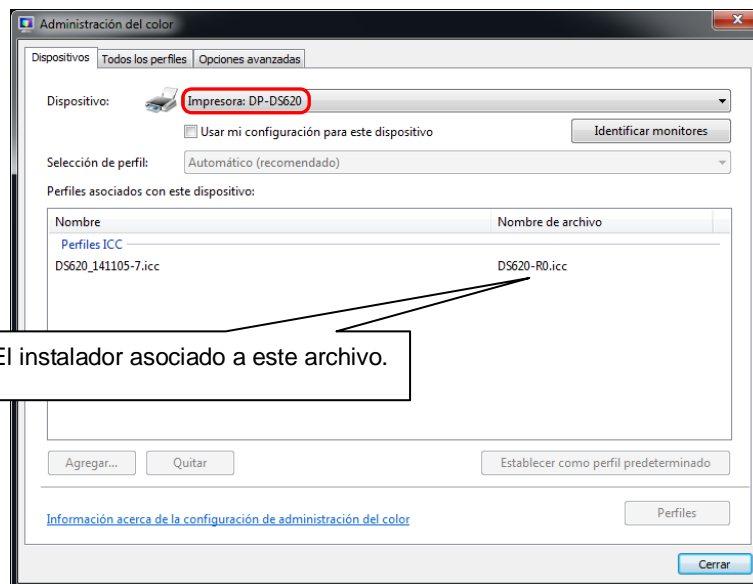 Administración del color
Dispositivos Todos los perfiles Opciones avanzadas
Dispositivo: Impresora: DP-DS620
Usar mi configuración para este dispositivo Identificar monitores
Selección de perfil: Automático (recomendado)
Perfiles asociados con este dispositivo:
Nombre Nombre de archivo
Perfiles ICC
DS620_141105-7.icc DS620-R0.icc
El instalador asociado a este archivo.
Agregar... Quitar Establecer como perfil predeterminado
Información acerca de la configuración de administración del color Perfiles
Cerrar